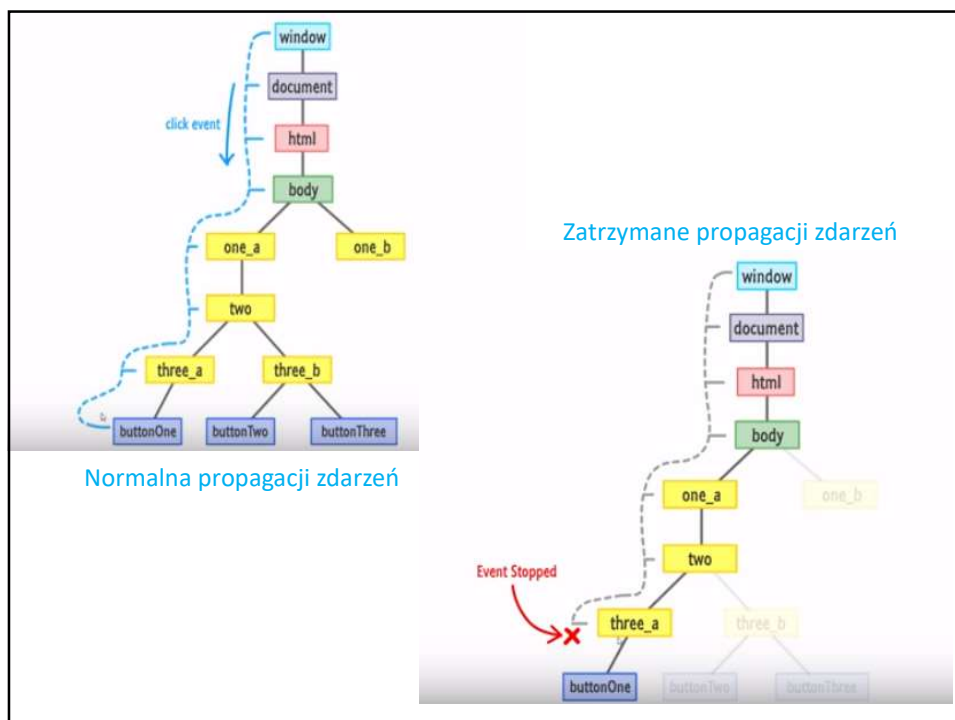 window
document
click event
html
body
one_a
one_b
two
three_a
three_b
buttonOne
buttonTwo
buttonThree
Normalna propagacji zdarzeń
Zatrzymane propagacji zdarzeń
window
document
html
body
one_a
one_b
two
Event Stopped
three_a
three_b
buttonOne
buttonTwo
buttonThree